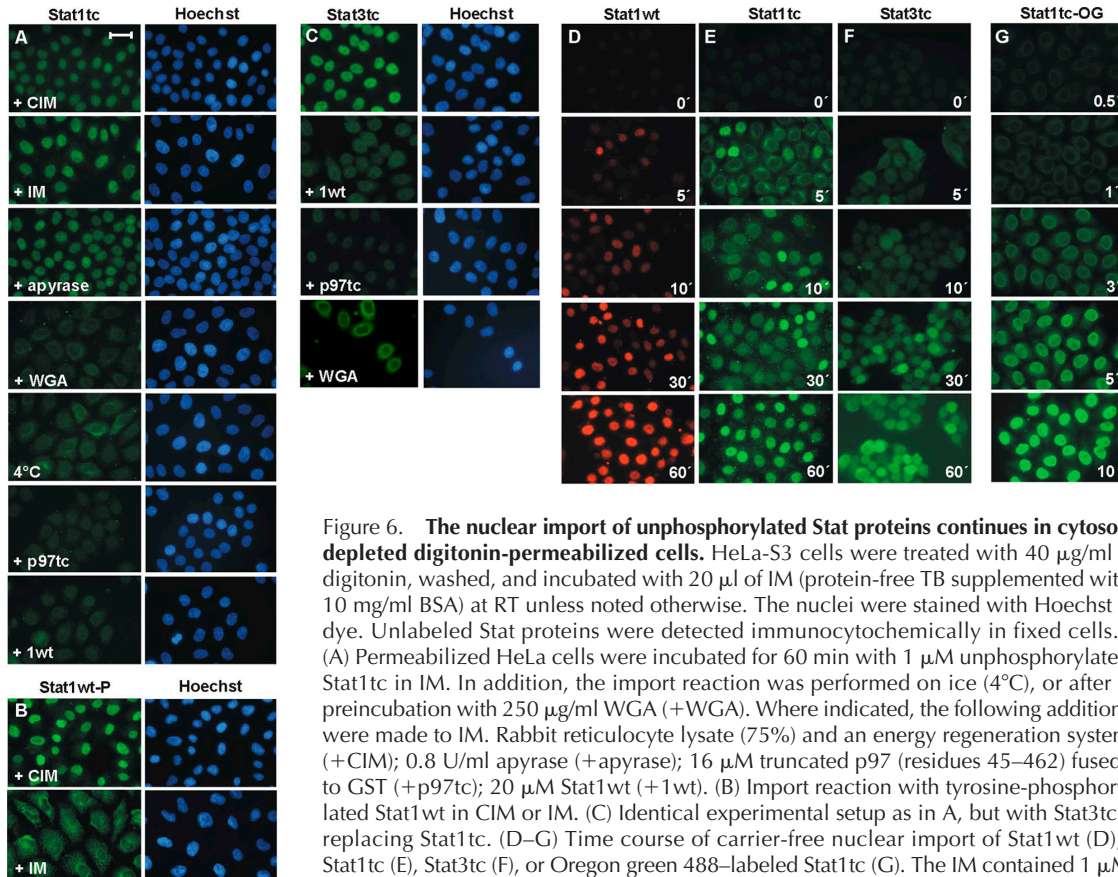 Stat1tc Hoechst
A
+ CIM
+ IM
+ apyrase
+ WGA
4°C
+ p97tc
+ 1wt
Stat1wt-P Hoechst
B
+ CIM
+ IM
Stat3tc Hoechst
C
+ 1wt
+ p97tc
+ WGA
Stat1wt
D
0´
5´
10´
30´
60´
Stat1tc
E
0´
5´
10´
30´
60´
Stat3tc
F
0´
5´
10´
30´
60´
Stat1tc-OG
G
0.5´
1´
3´
5´
10
Figure 6. The nuclear import of unphosphorylated Stat proteins continues in cytoso
depleted digitonin-permeabilized cells. HeLa-S3 cells were treated with 40 μg/ml
digitonin, washed, and incubated with 20 μl of IM (protein-free TB supplemented wit
10 mg/ml BSA) at RT unless noted otherwise. The nuclei were stained with Hoechst
dye. Unlabeled Stat proteins were detected immunocytochemically in fixed cells.
(A) Permeabilized HeLa cells were incubated for 60 min with 1 μM unphosphorylate
Stat1tc in IM. In addition, the import reaction was performed on ice (4°C), or after
preincubation with 250 μg/ml WGA (+WGA). Where indicated, the following addition
were made to IM. Rabbit reticulocyte lysate (75%) and an energy regeneration system
(+CIM); 0.8 U/ml apyrase (+apyrase); 16 μM truncated p97 (residues 45–462) fused
to GST (+p97tc); 20 μM Stat1wt (+1wt). (B) Import reaction with tyrosine-phosphor
lated Stat1wt in CIM or IM. (C) Identical experimental setup as in A, but with Stat3tc
replacing Stat1tc. (D–G) Time course of carrier-free nuclear import of Stat1wt (D),
Stat1tc (E), Stat3tc (F), or Oregon green 488–labeled Stat1tc (G). The IM contained 1 μM